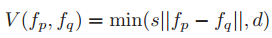 V(f_p, f_q) = min(s||f_p − f_q||, d)